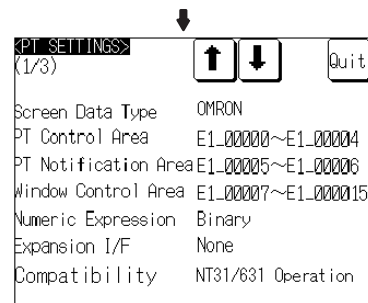 <PT SETTINGS>
(1/3)
Quit
Screen Data Type OMRON
PT Control Area E1_00000~E1_00004
PT Notification Area E1_00005~E1_00006
Window Control Area E1_00007~E1_000015
Numeric Expression Binary
Expansion I/F None
Compatibility NT31/631 Operation